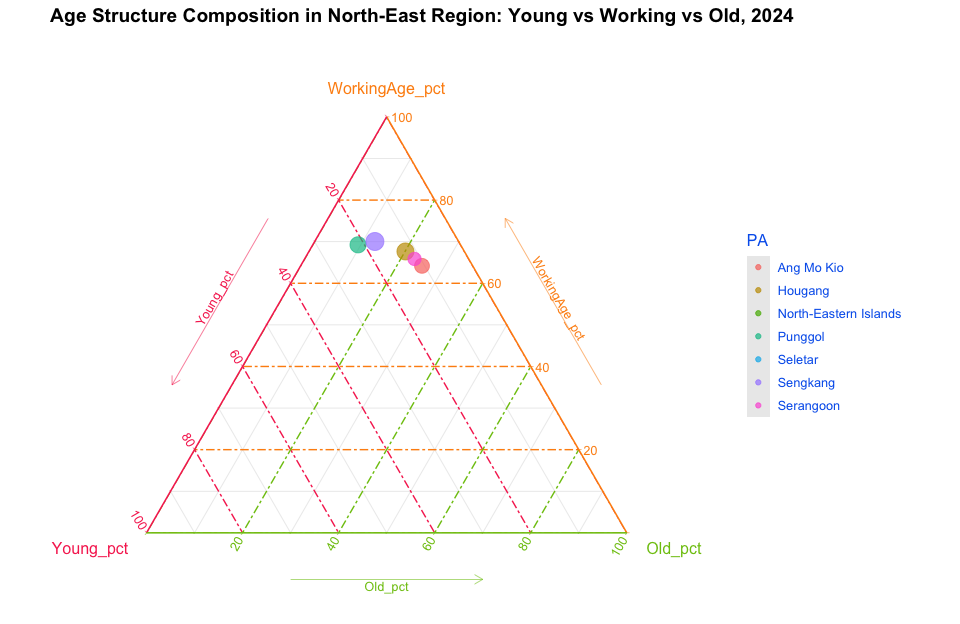 Age Structure Composition in North-East Region: Young vs Working vs Old, 2024
WorkingAge_pct
100
20
80
40
60
60
40
80
20
100
Young_pct
WorkingAge_pct
Young_pct
20
40
60
80
100
Old_pct
Old_pct
PA
Ang Mo Kio
Hougang
North-Eastern Islands
Punggol
Seletar
Sengkang
Serangoon